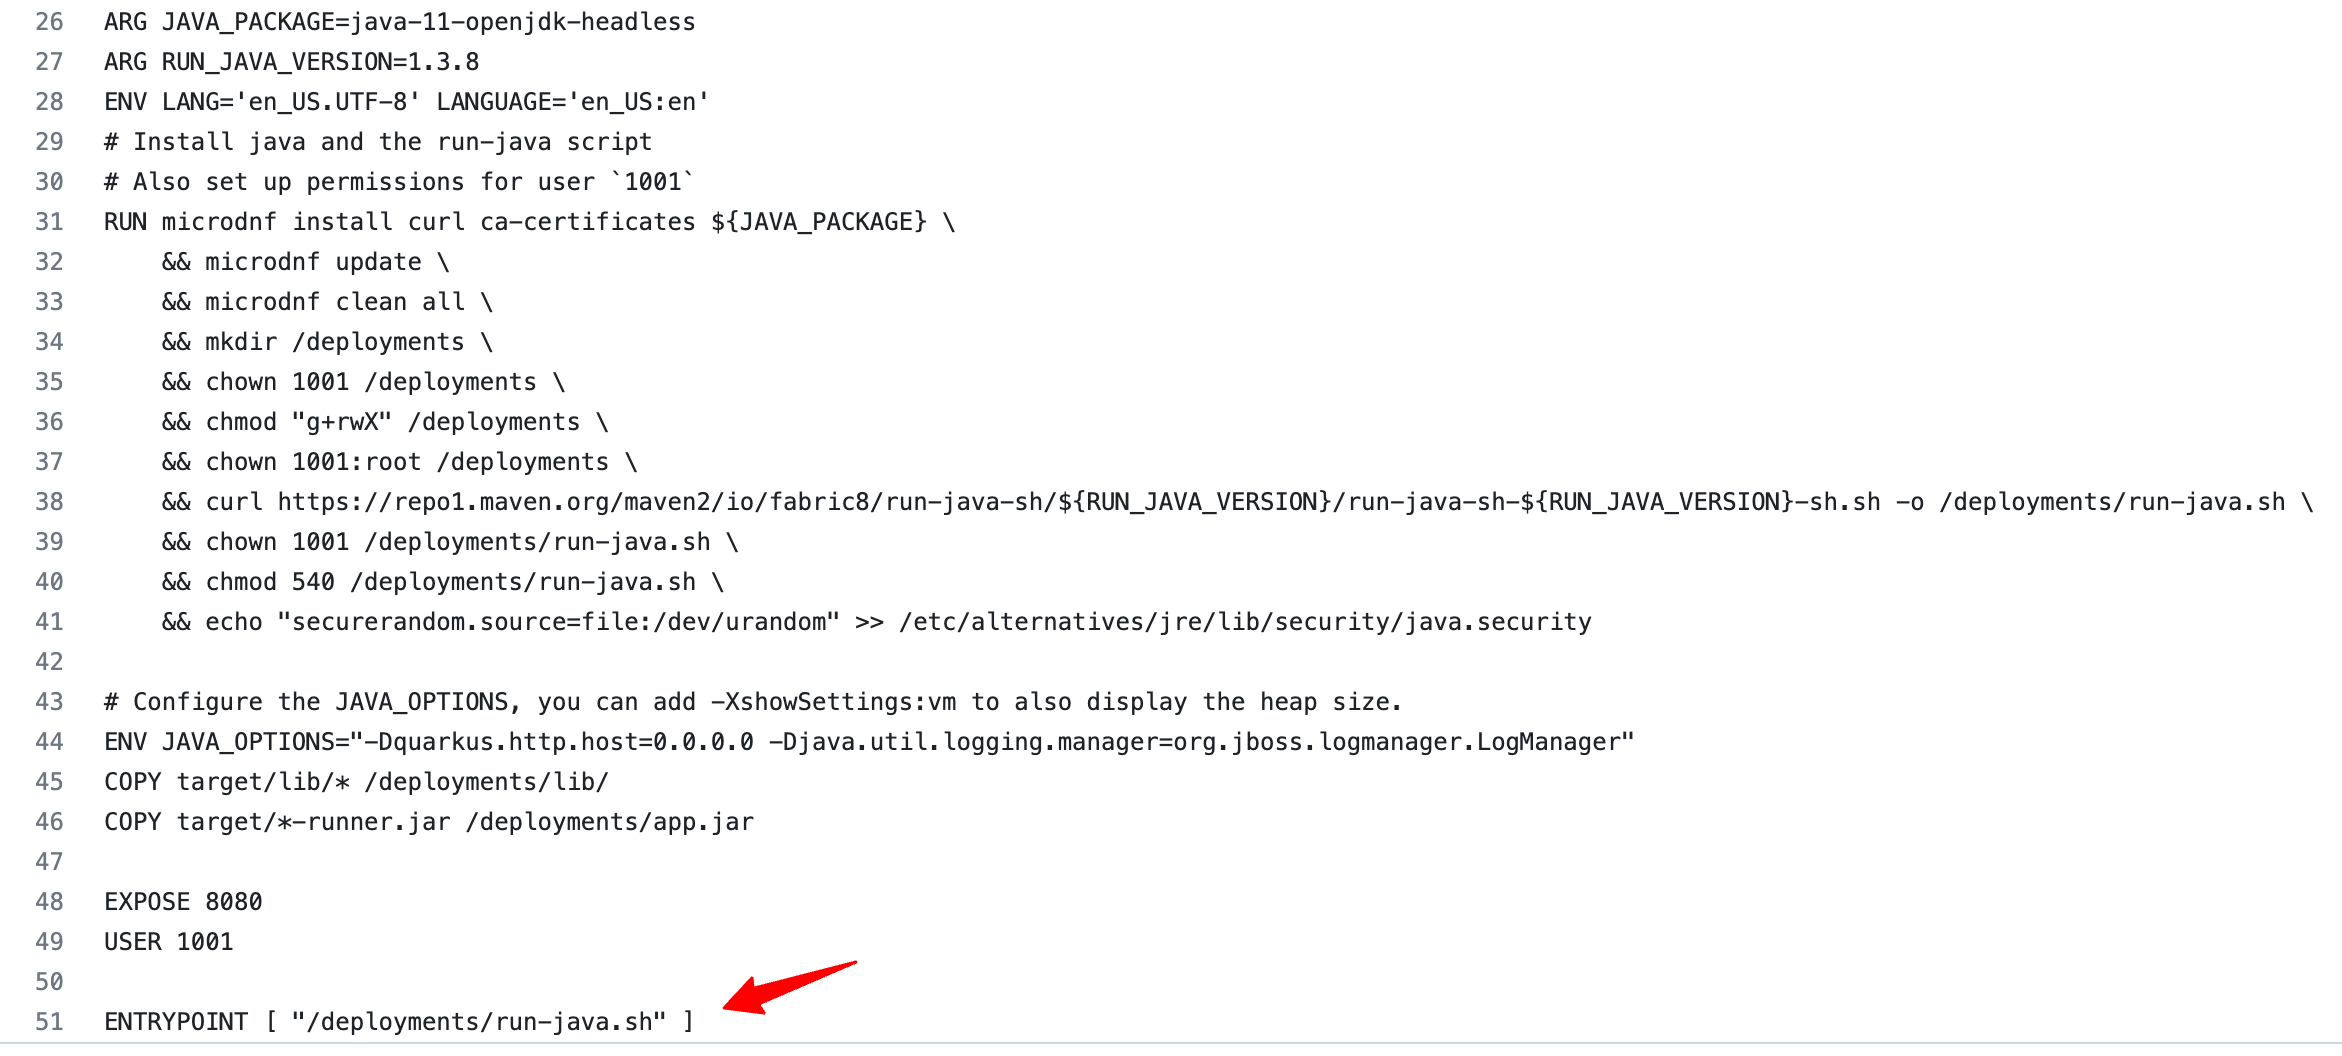 26 ARG JAVA_PACKAGE=java-11-openjdk-headless
27 ARG RUN_JAVA_VERSION=1.3.8
28 ENV LANG='en_US.UTF-8' LANGUAGE='en_US:en'
29 # Install java and the run-java script
30 # Also set up permissions for user `1001`
31 RUN microdnf install curl ca-certificates ${JAVA_PACKAGE} \
32     && microdnf update \
33     && microdnf clean all \
34     && mkdir /deployments \
35     && chown 1001 /deployments \
36     && chmod "g+rwX" /deployments \
37     && chown 1001:root /deployments \
38     && curl https://repo1.maven.org/maven2/io/fabric8/run-java-sh/${RUN_JAVA_VERSION}/run-java-sh-${RUN_JAVA_VERSION}-sh.sh -o /deployments/run-java.sh \
39     && chown 1001 /deployments/run-java.sh \
40     && chmod 540 /deployments/run-java.sh \
41     && echo "securerandom.source=file:/dev/urandom" >> /etc/alternatives/jre/lib/security/java.security
42
43 # Configure the JAVA_OPTIONS, you can add -XshowSettings:vm to also display the heap size.
44 ENV JAVA_OPTIONS="-Dquarkus.http.host=0.0.0.0 -Djava.util.logging.manager=org.jboss.logmanager.LogManager"
45 COPY target/lib/* /deployments/lib/
46 COPY target/*-runner.jar /deployments/app.jar
47
48 EXPOSE 8080
49 USER 1001
50
51 ENTRYPOINT [ "/deployments/run-java.sh" ]